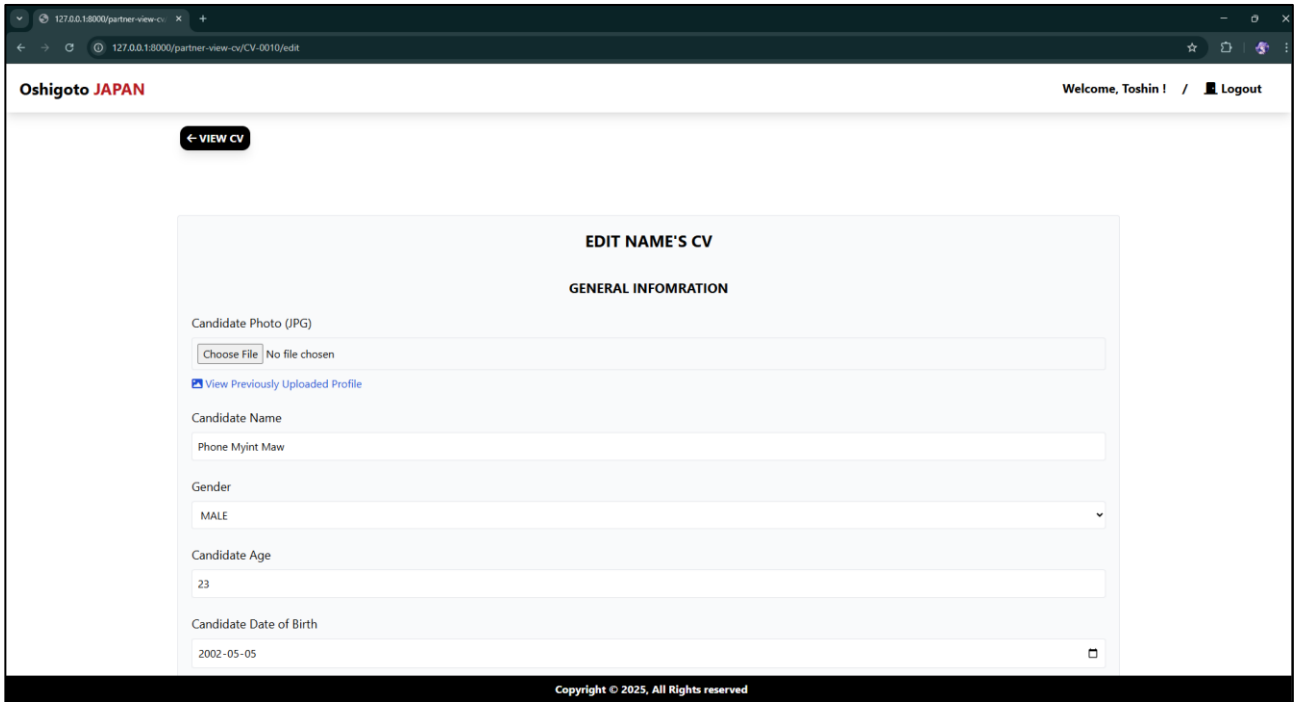 127.0.0.1:8000/partner-view-cv
127.0.0.1:8000/partner-view-cv/CV-0010/edit
Oshigoto JAPAN
Welcome, Toshin ! / Logout
← VIEW CV
EDIT NAME'S CV
GENERAL INFOMRATION
Candidate Photo (JPG)
Choose File No file chosen
View Previously Uploaded Profile
Candidate Name
Phone Myint Maw
Gender
MALE
Candidate Age
23
Candidate Date of Birth
2002-05-05
Copyright © 2025, All Rights reserved